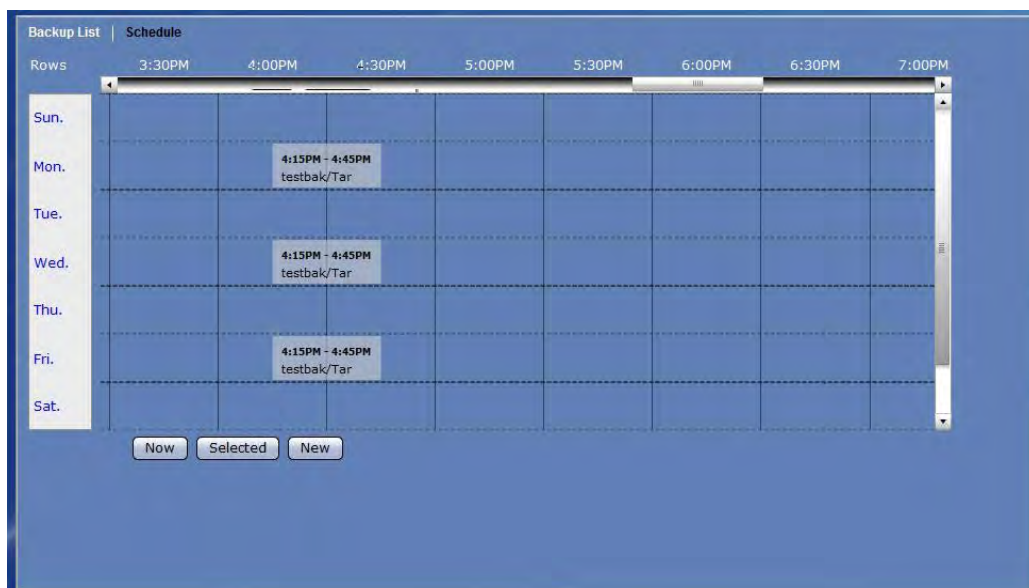 Backup List | Schedule
Rows 3:30PM 4:00PM 4:30PM 5:00PM 5:30PM 6:00PM 6:30PM 7:00PM
Sun.
Mon.
4:15PM - 4:45PM
testbak/Tar
Tue.
Wed.
4:15PM - 4:45PM
testbak/Tar
Thu.
Fri.
4:15PM - 4:45PM
testbak/Tar
Sat.
Now Selected New